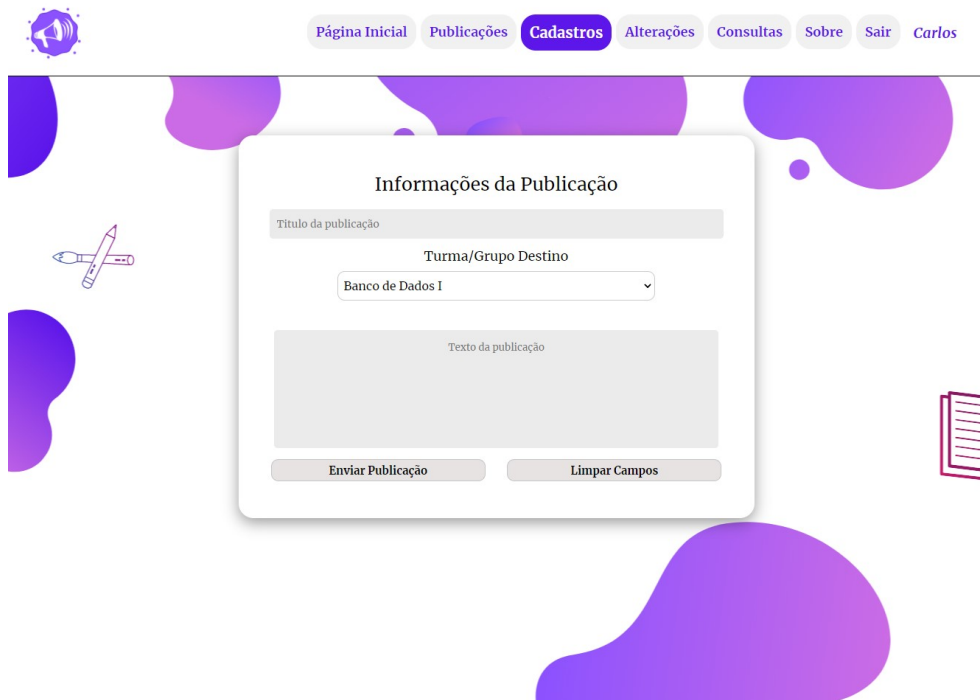 Página Inicial Publicações Cadastros Alterações Consultas Sobre Sair Carlos
Informações da Publicação
Titulo da publicação
Turma/Grupo Destino
Banco de Dados I
Texto da publicação
Enviar Publicação Limpar Campos